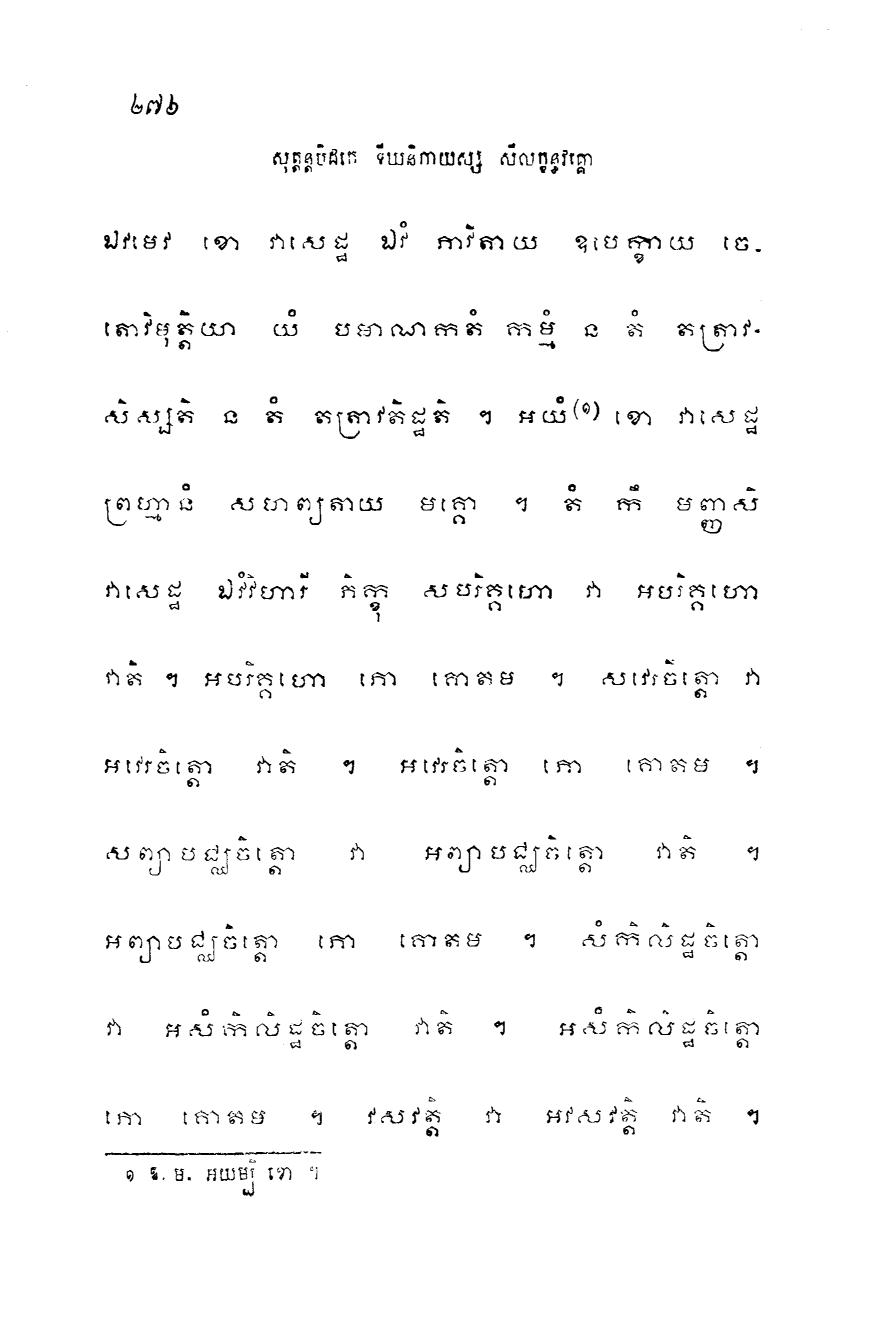 ២៧៦
សុត្តន្តបិដកេ ទីឃនិកាយស្ស សីលក្ខន្ធវគ្គោ
ឯវមេវ ខោ វាសេដ្ឋ ឯវំ ភាវិតាយ ឧបេក្ខាយ ចេ-
តោវិមុត្តិយា យំ បមាណកតំ កម្មំ ន តំ តត្រាវ-
សិស្សតិ ន តំ តត្រាវតិដ្ឋតិ ។ អយំ(១) ខោ វាសេដ្ឋ
ព្រហ្មានំ សហព្យតាយ មគ្គោ ។ តំ កឹ មញ្ញសិ
វាសេដ្ឋ ឯវំវិហារី ភិក្ខុ សបរិគ្គហោ វា អបរិគ្គហោ
វាតិ ។ អបរិគ្គហោ ភោ គោតម ។ សវេរចិត្តោ វា
អវេរចិត្តោ វាតិ ។ អវេរចិត្តោ ភោ គោតម ។
សព្យាបជ្ឈចិត្តោ វា អព្យាបជ្ឈចិត្តោ វាតិ ។
អព្យាបជ្ឈចិត្តោ ភោ គោតម ។ សំកិលិដ្ឋចិត្តោ
វា អសំកិលិដ្ឋចិត្តោ វាតិ ។ អសំកិលិដ្ឋចិត្តោ
ភោ គោតម ។ វសវត្តិ វា អវសវត្តិ វាតិ ។
១ ឱ. ម. អយម្បិ ខោ ។